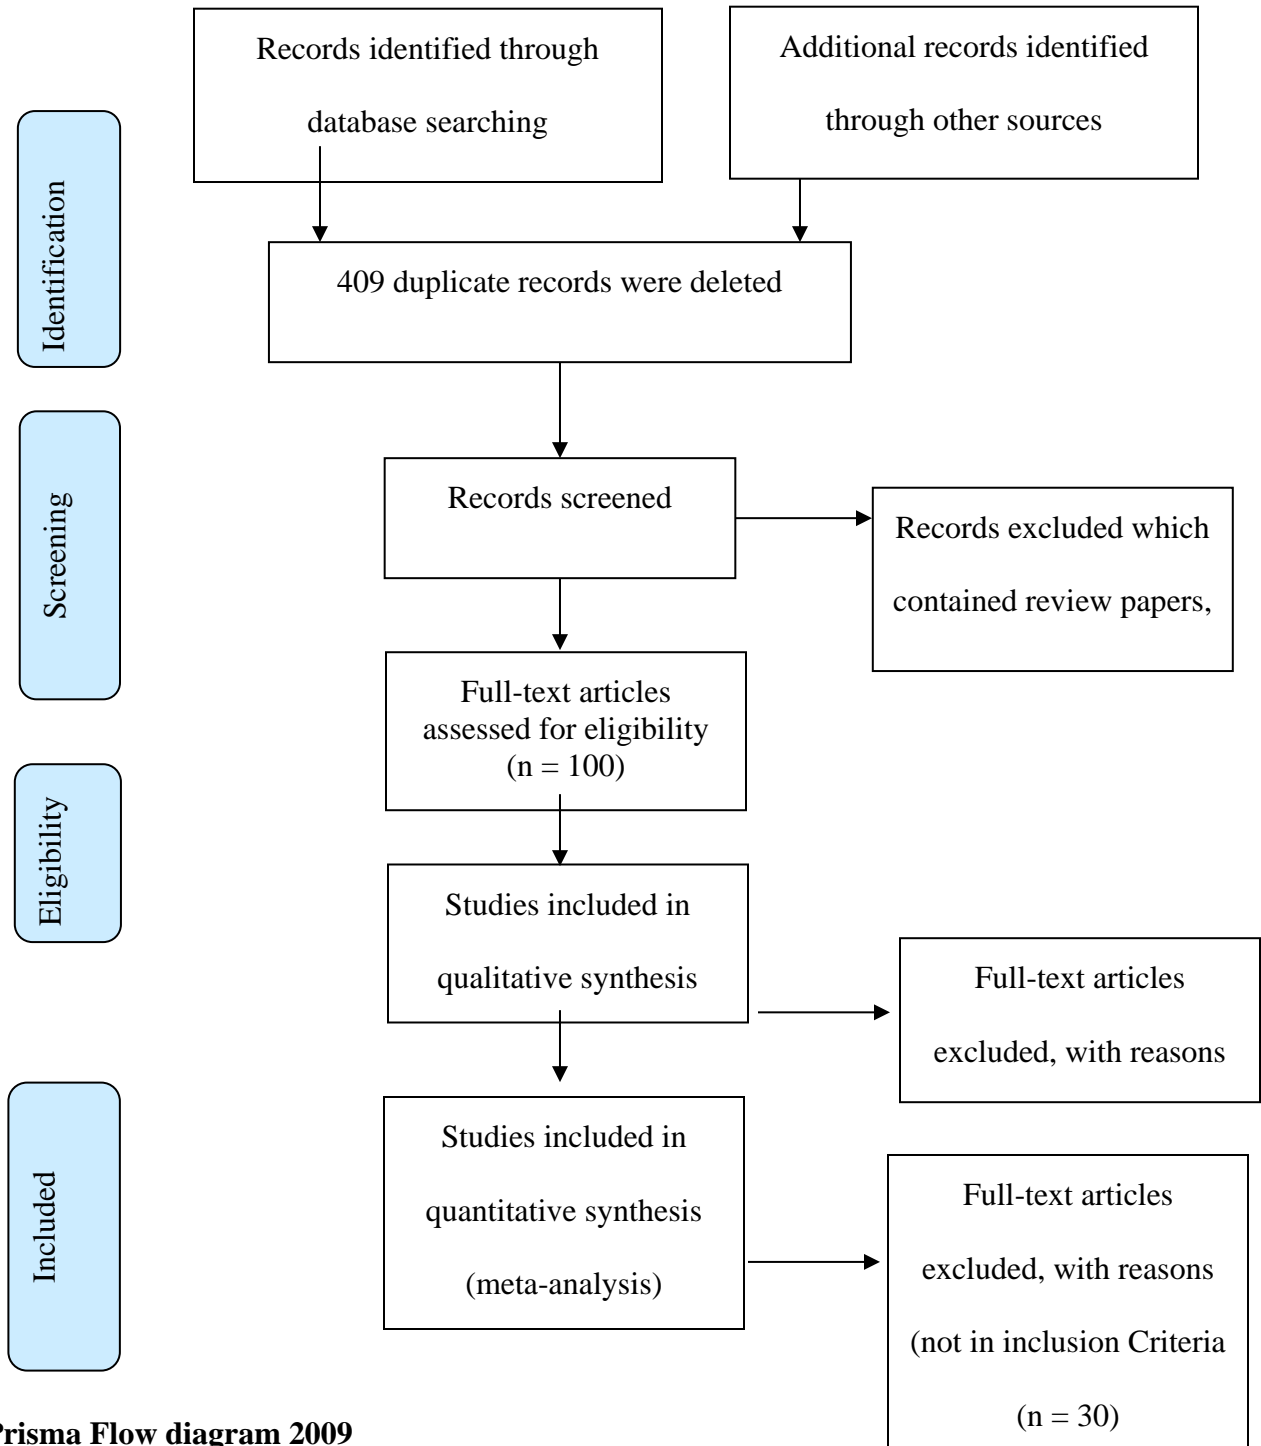 Records identified through
database searching
Additional records identified
through other sources
Identification
409 duplicate records were deleted
Screening
Records screened
Records excluded which
contained review papers,
Full-text articles
assessed for eligibility
(n = 100)
Eligibility
Studies included in
qualitative synthesis
Full-text articles
excluded, with reasons
Included
Studies included in
quantitative synthesis
(meta-analysis)
Full-text articles
excluded, with reasons
(not in inclusion Criteria
(n = 30)
Prisma Flow diagram 2009